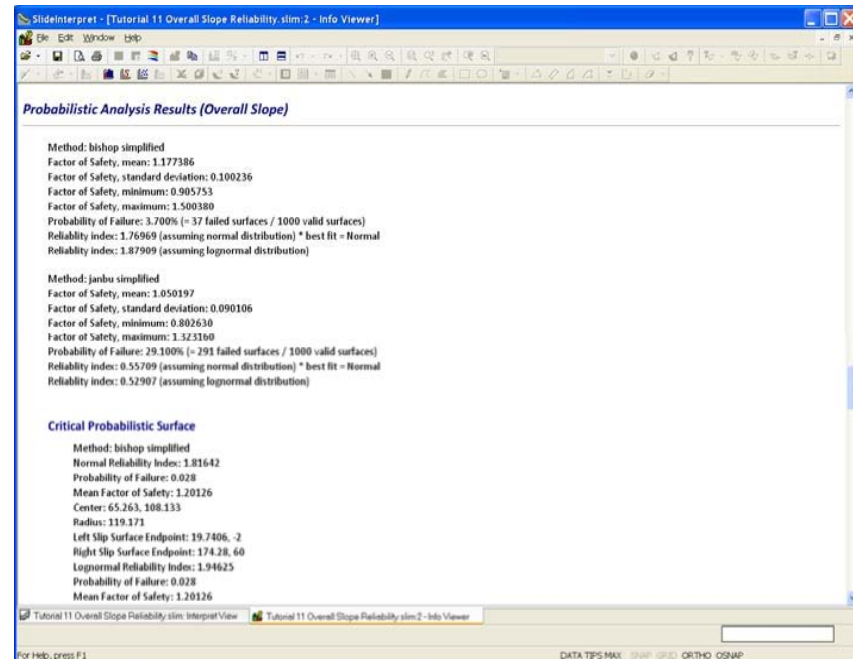 SlideInterpret - [Tutorial 11 Overall Slope Reliability.slim:2 - Info Viewer]
File Edit Window Help
Probabilistic Analysis Results (Overall Slope)
Method: bishop simplified
Factor of Safety, mean: 1.177386
Factor of Safety, standard deviation: 0.100236
Factor of Safety, minimum: 0.905753
Factor of Safety, maximum: 1.500380
Probability of Failure: 3.700% (= 37 failed surfaces / 1000 valid surfaces)
Reliablity index: 1.76969 (assuming normal distribution) * best fit = Normal
Reliablity index: 1.87909 (assuming lognormal distribution)
Method: janbu simplified
Factor of Safety, mean: 1.050197
Factor of Safety, standard deviation: 0.090106
Factor of Safety, minimum: 0.802630
Factor of Safety, maximum: 1.323160
Probability of Failure: 29.100% (= 291 failed surfaces / 1000 valid surfaces)
Reliablity index: 0.55709 (assuming normal distribution) * best fit = Normal
Reliablity index: 0.52907 (assuming lognormal distribution)
Critical Probabilistic Surface
Method: bishop simplified
Normal Reliability Index: 1.81642
Probability of Failure: 0.028
Mean Factor of Safety: 1.20126
Center: 65.263, 108.133
Radius: 119.171
Left Slip Surface Endpoint: 19.7406, -2
Right Slip Surface Endpoint: 174.28, 60
Lognormal Reliability Index: 1.94625
Probability of Failure: 0.028
Mean Factor of Safety: 1.20126
Tutorial 11 Overall Slope Reliability.slim: Interpret View Tutorial 11 Overall Slope Reliability.slim:2 - Info Viewer
For Help, press F1 DATA TIPS MAX SNAP GRID ORTHO OSNAP